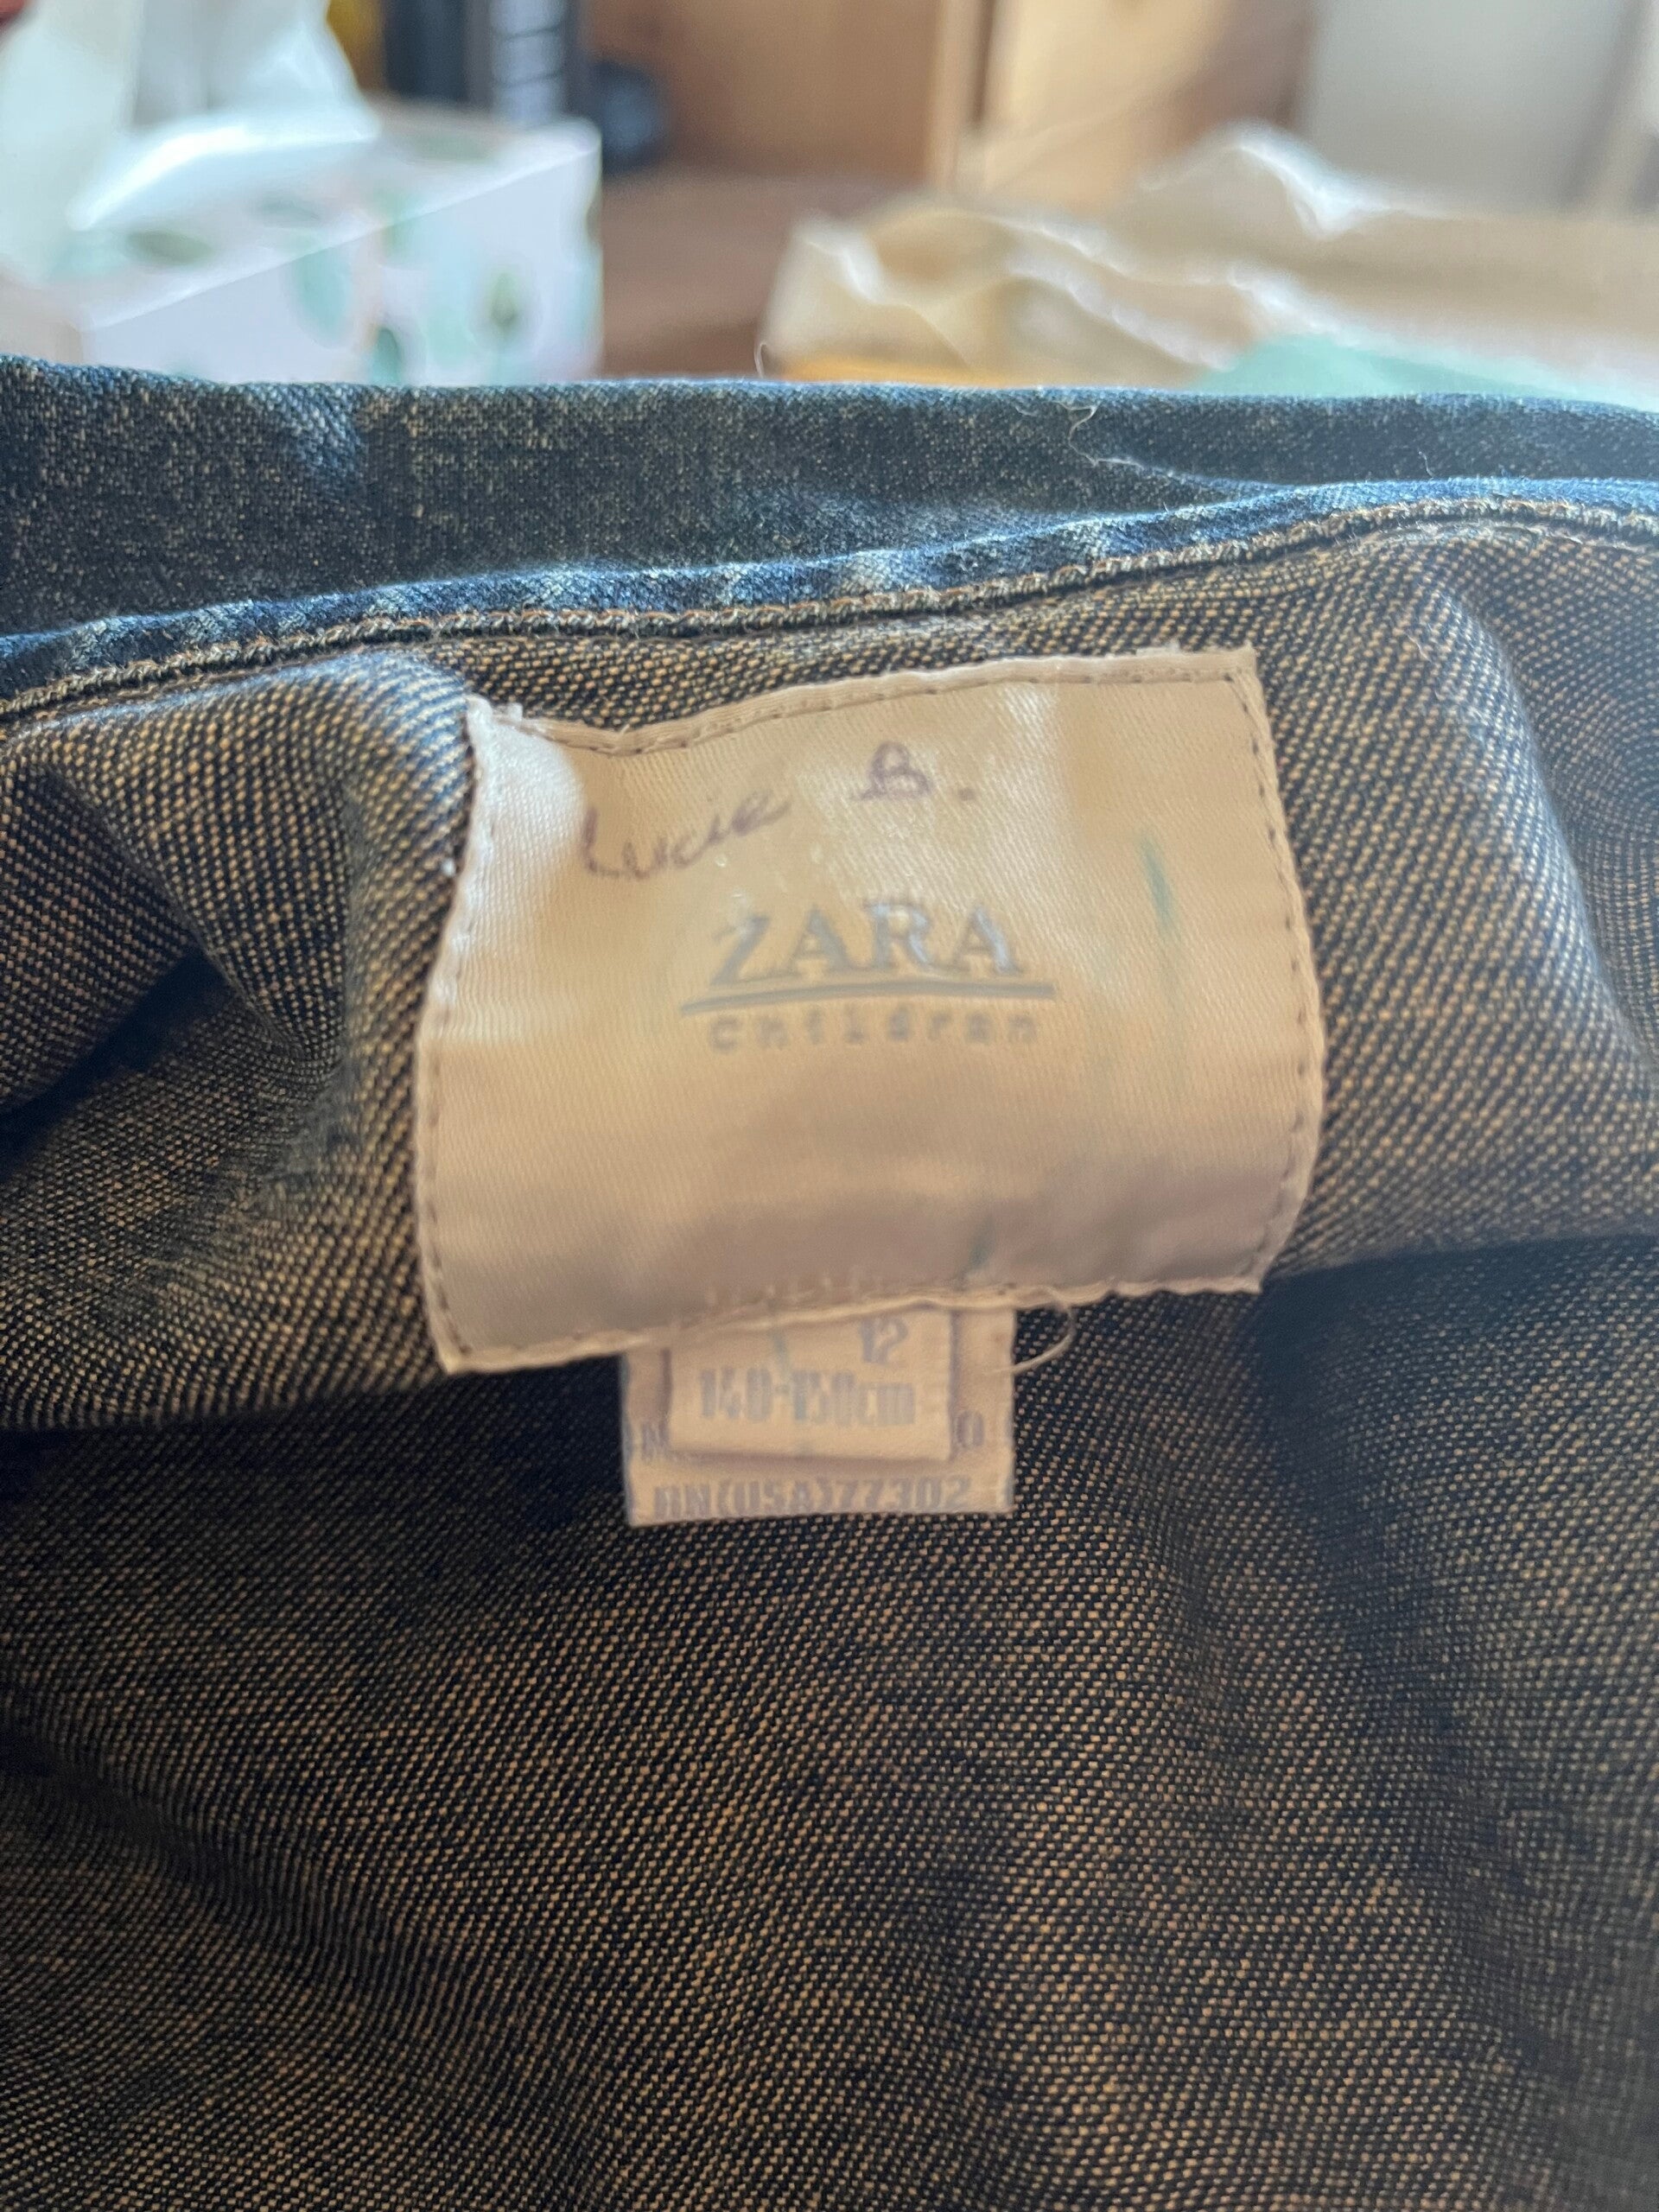 Lucie B.
ZARA
children
12
140-150cm
RN(USA)77302